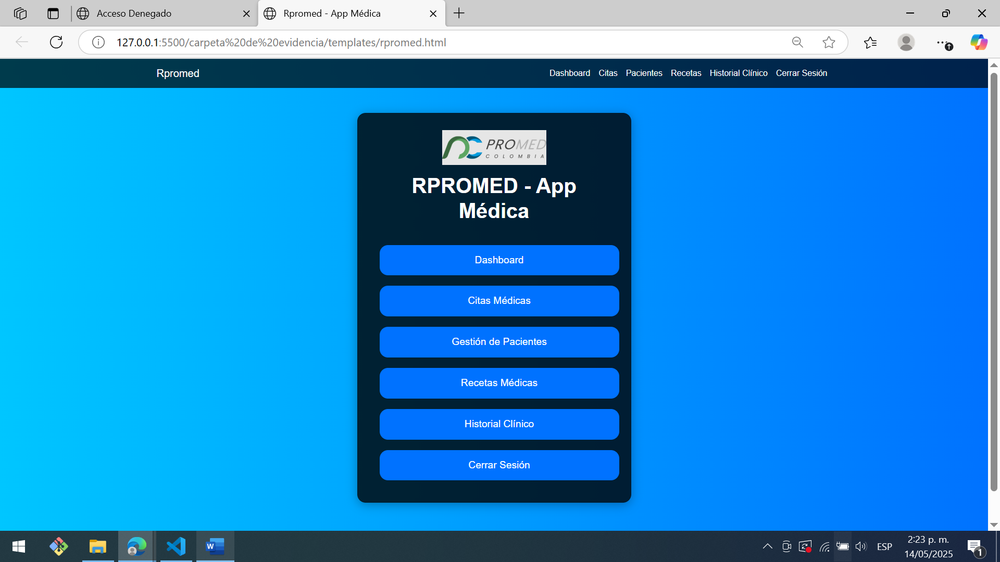 Acceso Denegado
Rpromed - App Médica
127.0.0.1:5500/carpeta%20de%20evidencia/templates/rpromed.html
Rpromed
Dashboard Citas Pacientes Recetas Historial Clínico Cerrar Sesión
PROMED
COLOMBIA
RPROMED - App
Médica
Dashboard
Citas Médicas
Gestión de Pacientes
Recetas Médicas
Historial Clínico
Cerrar Sesión
W
ESP
2:23 p. m.
14/05/2025
1